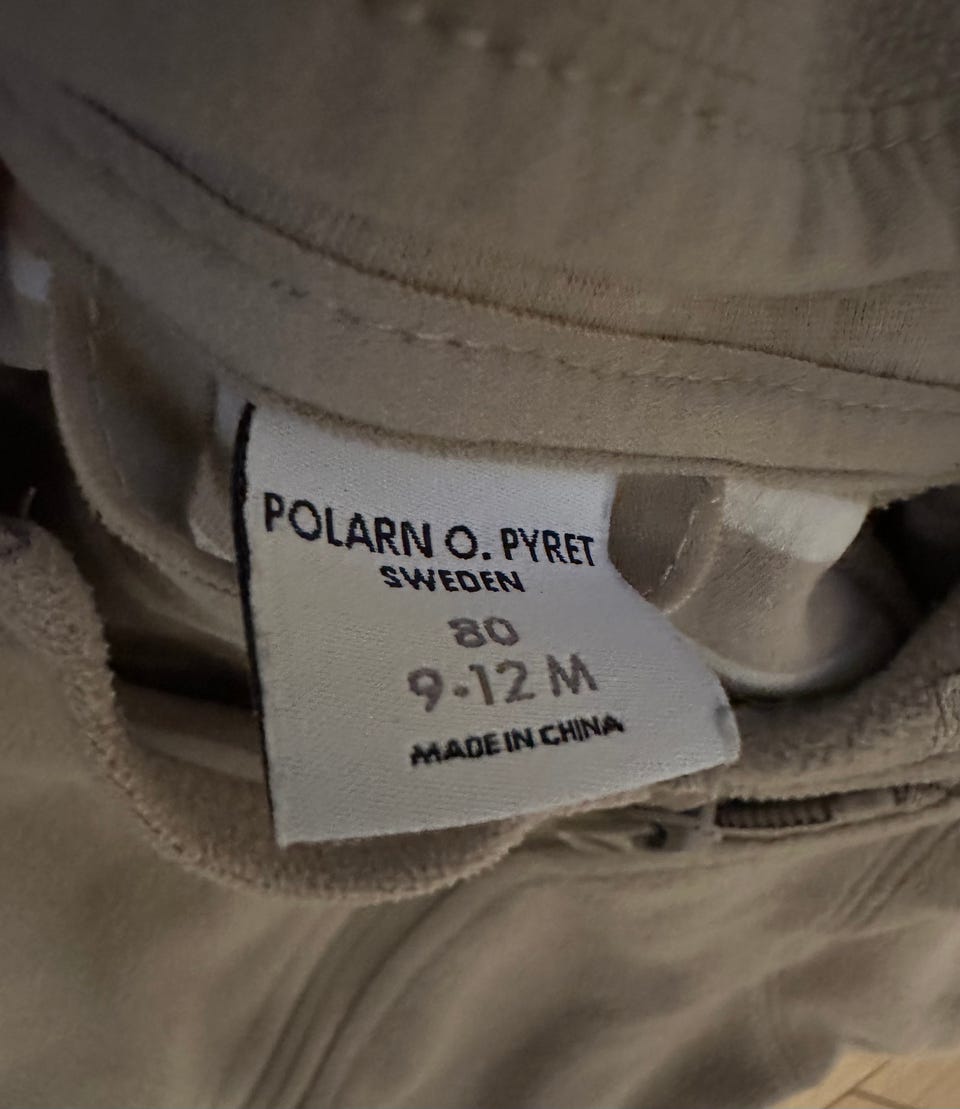 POLARN O. PYRET
SWEDEN
80
9-12 M
MADE IN CHINA